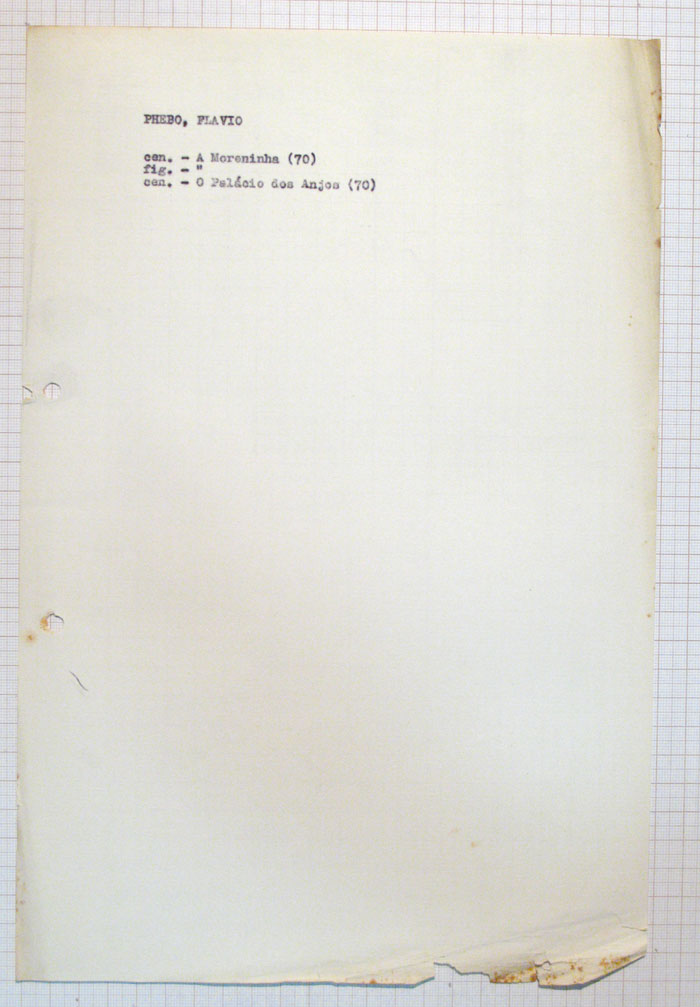 PHEBO, FLAVIO
cen. - A Moreninha (70)
fig. - "
cen. - O Palácio dos Anjos (70)